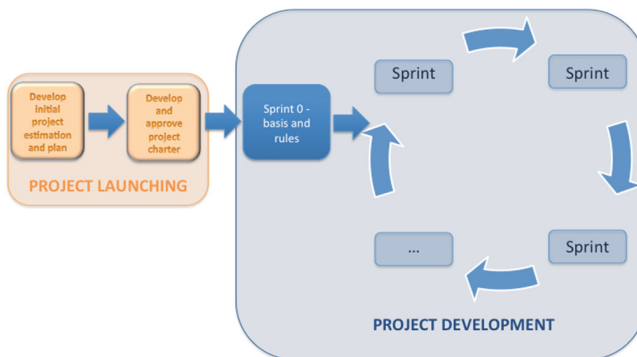 Develop
initial
project
estimation
and plan
Develop
and
approve
project
charter
PROJECT LAUNCHING
Sprint 0 -
basis and
rules
Sprint
Sprint
Sprint
...
PROJECT DEVELOPMENT